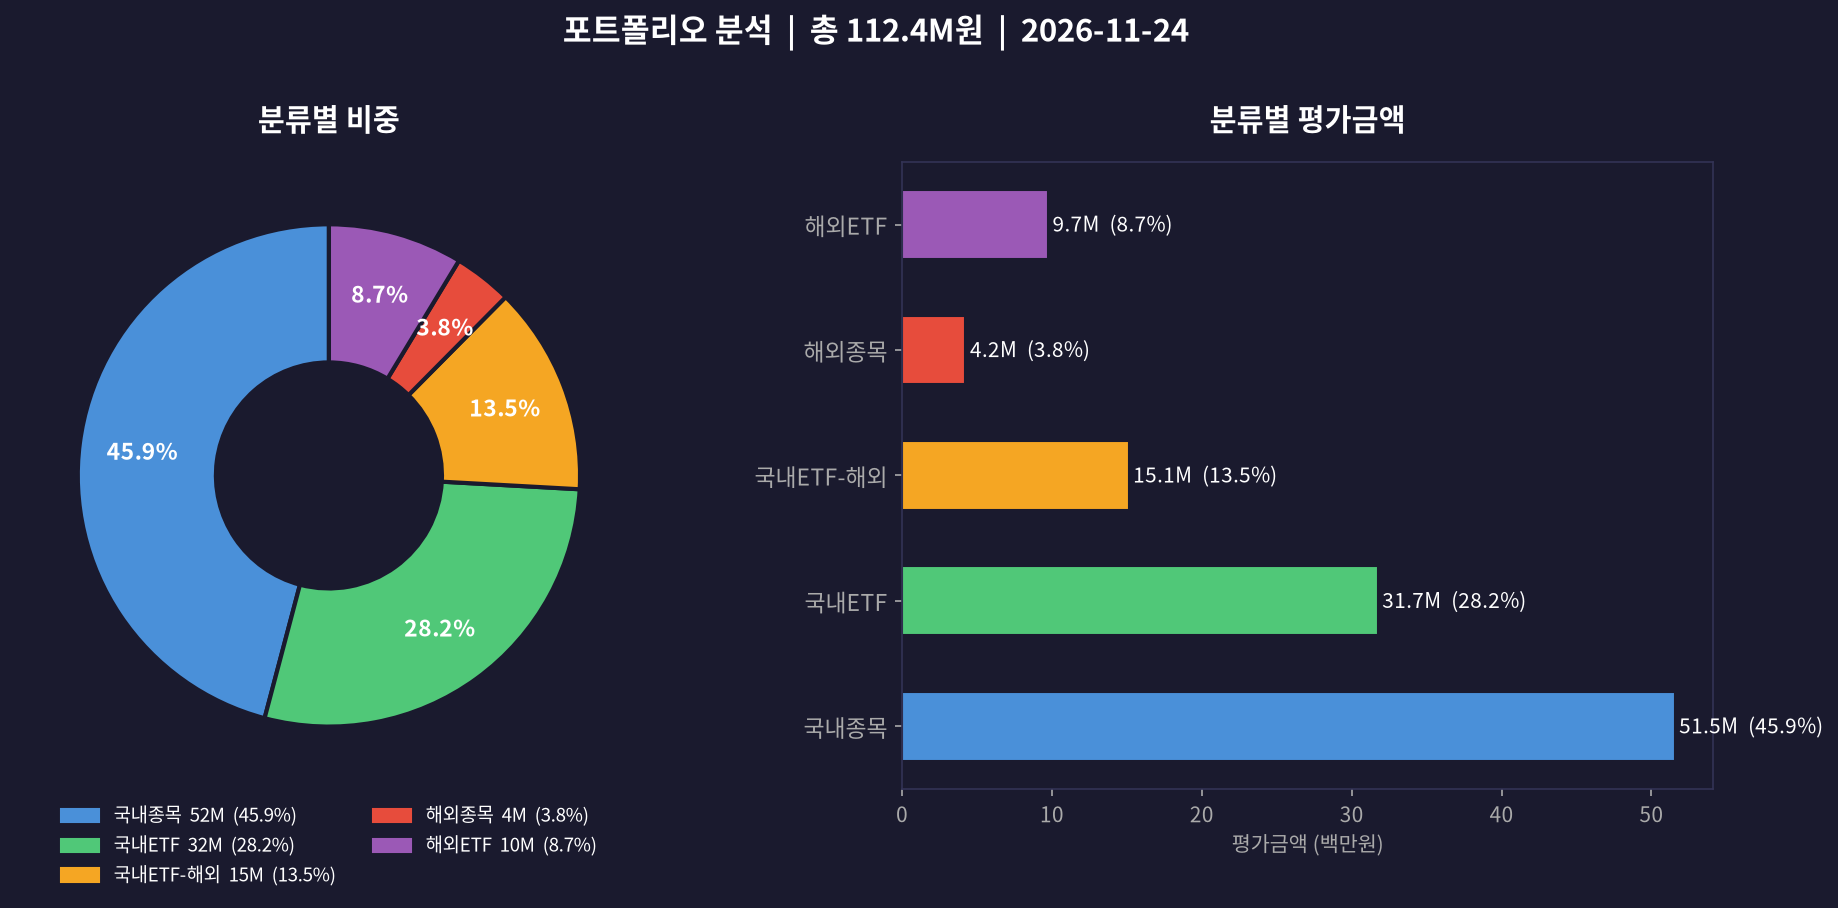 포트폴리오 분석 | 총 112.4M원 | 2026-11-24
분류별 비중
8.7%
3.8%
13.5%
45.9%
28.2%
국내종목 52M (45.9%)
국내ETF 32M (28.2%)
국내ETF-해외 15M (13.5%)
해외종목 4M (3.8%)
해외ETF 10M (8.7%)
분류별 평가금액
해외ETF 9.7M (8.7%)
해외종목 4.2M (3.8%)
국내ETF-해외 15.1M (13.5%)
국내ETF 31.7M (28.2%)
국내종목 51.5M (45.9%)
0 10 20 30 40 50
평가금액 (백만원)